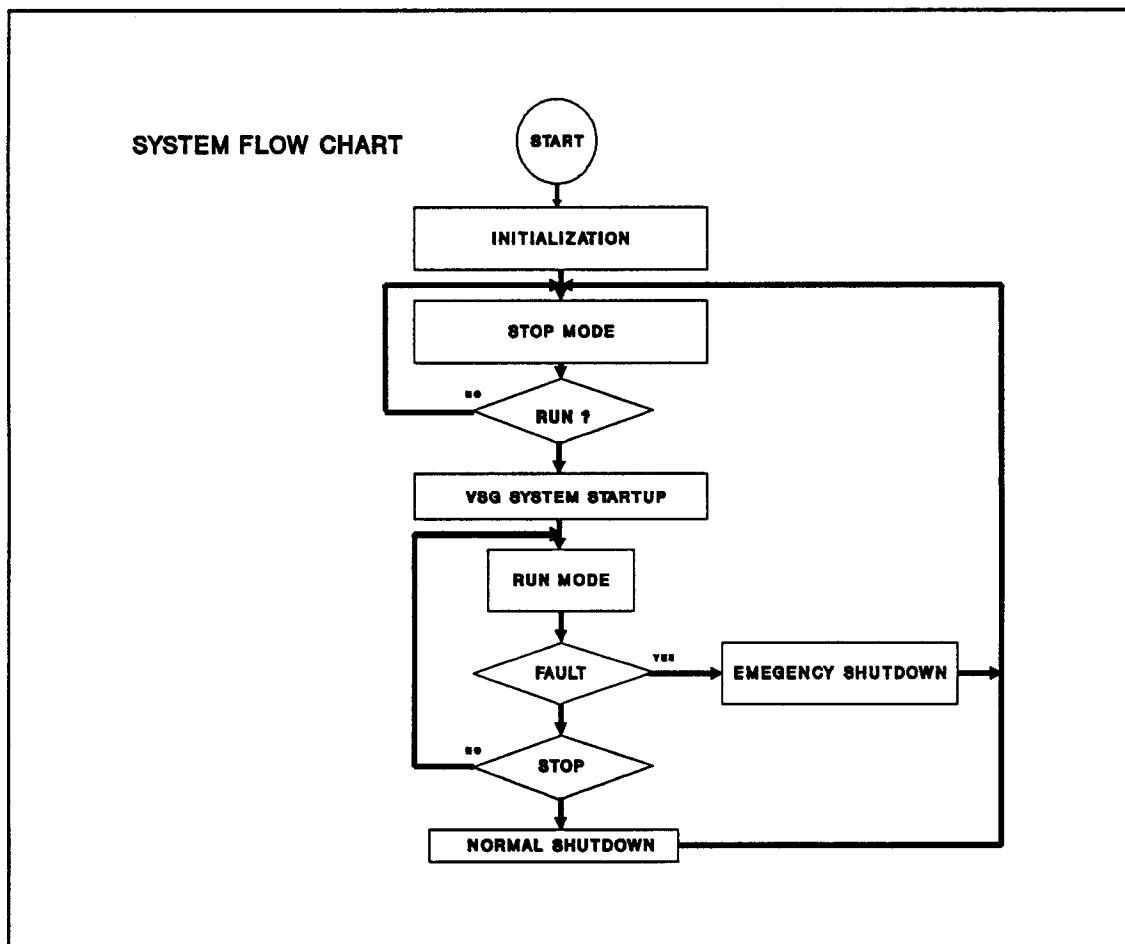 SYSTEM FLOW CHART
START
INITIALIZATION
STOP MODE
NO
RUN ?
VSG SYSTEM STARTUP
RUN MODE
FAULT
YES
EMEGENCY SHUTDOWN
NO
STOP
NORMAL SHUTDOWN